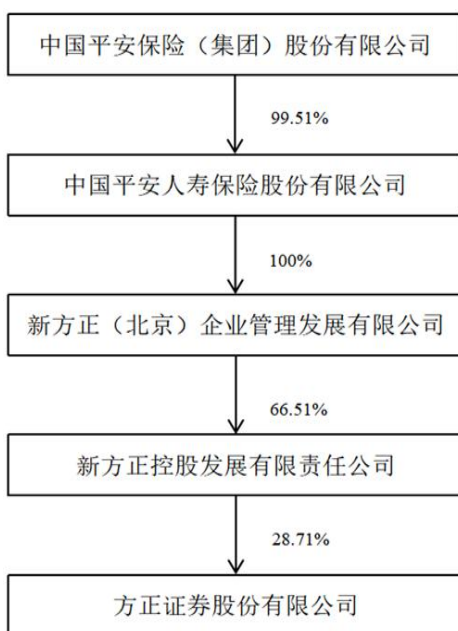 中国平安保险（集团）股份有限公司
99.51%
中国平安人寿保险股份有限公司
100%
新方正（北京）企业管理发展有限公司
66.51%
新方正控股发展有限责任公司
28.71%
方正证券股份有限公司